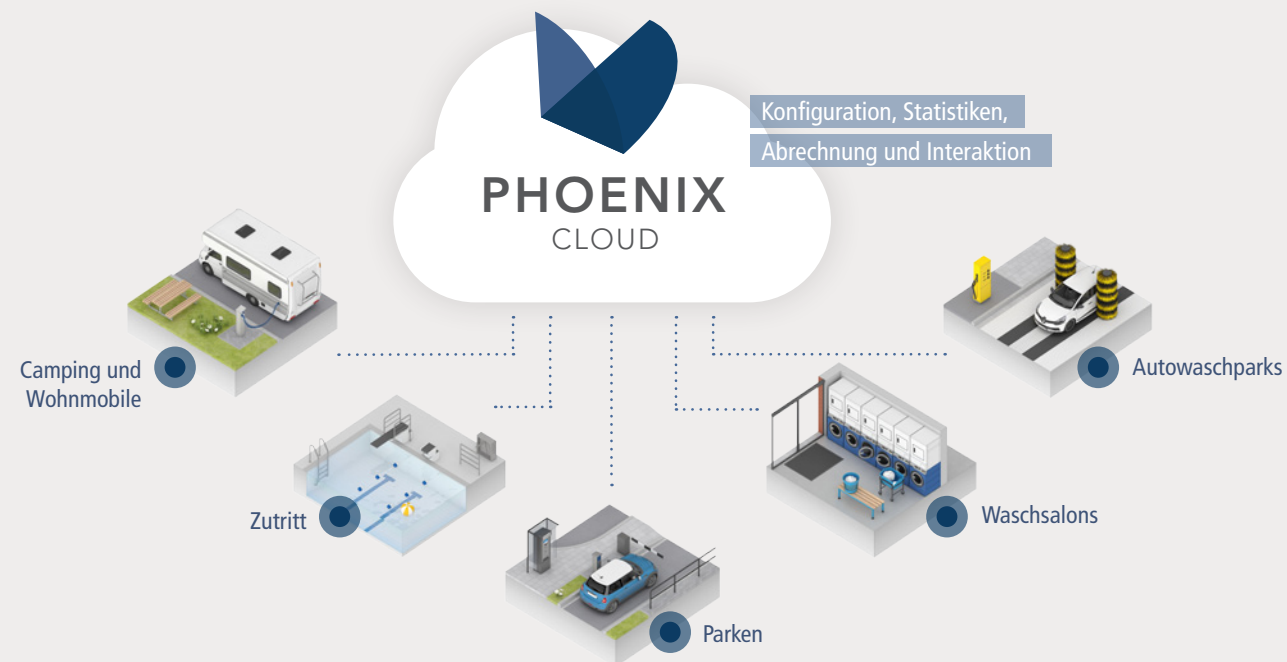 Konfiguration, Statistiken,
Abrechnung und Interaktion
PHOENIX
CLOUD
Camping und
Wohnmobile
Autowaschparks
Zutritt
Waschsalons
Parken